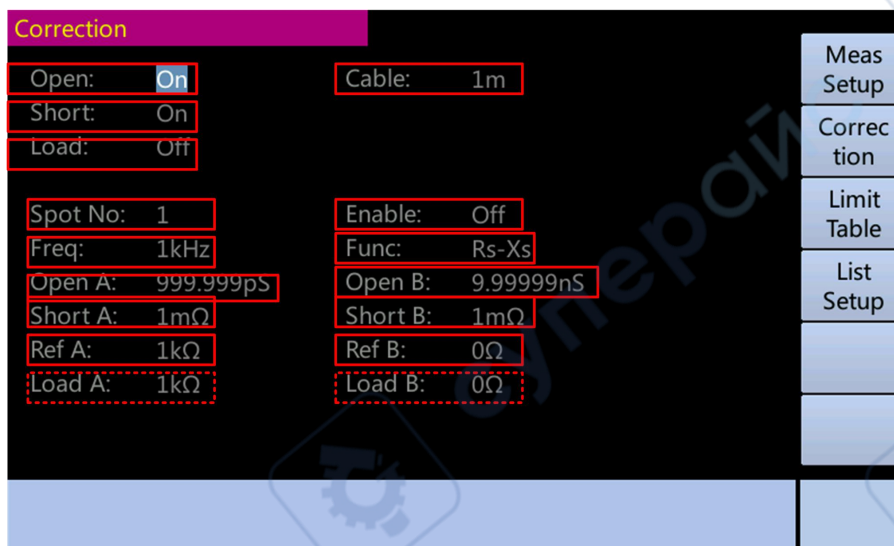 Correction
Open: On Cable: 1m
Short: On
Load: Off
Spot No: 1 Enable: Off
Freq: 1kHz Func: Rs-Xs
Open A: 999.999pS Open B: 9.99999nS
Short A: 1mΩ Short B: 1mΩ
Ref A: 1kΩ Ref B: 0Ω
Load A: 1kΩ Load B: 0Ω
Meas
Setup
Correc
tion
Limit
Table
List
Setup
суперайс